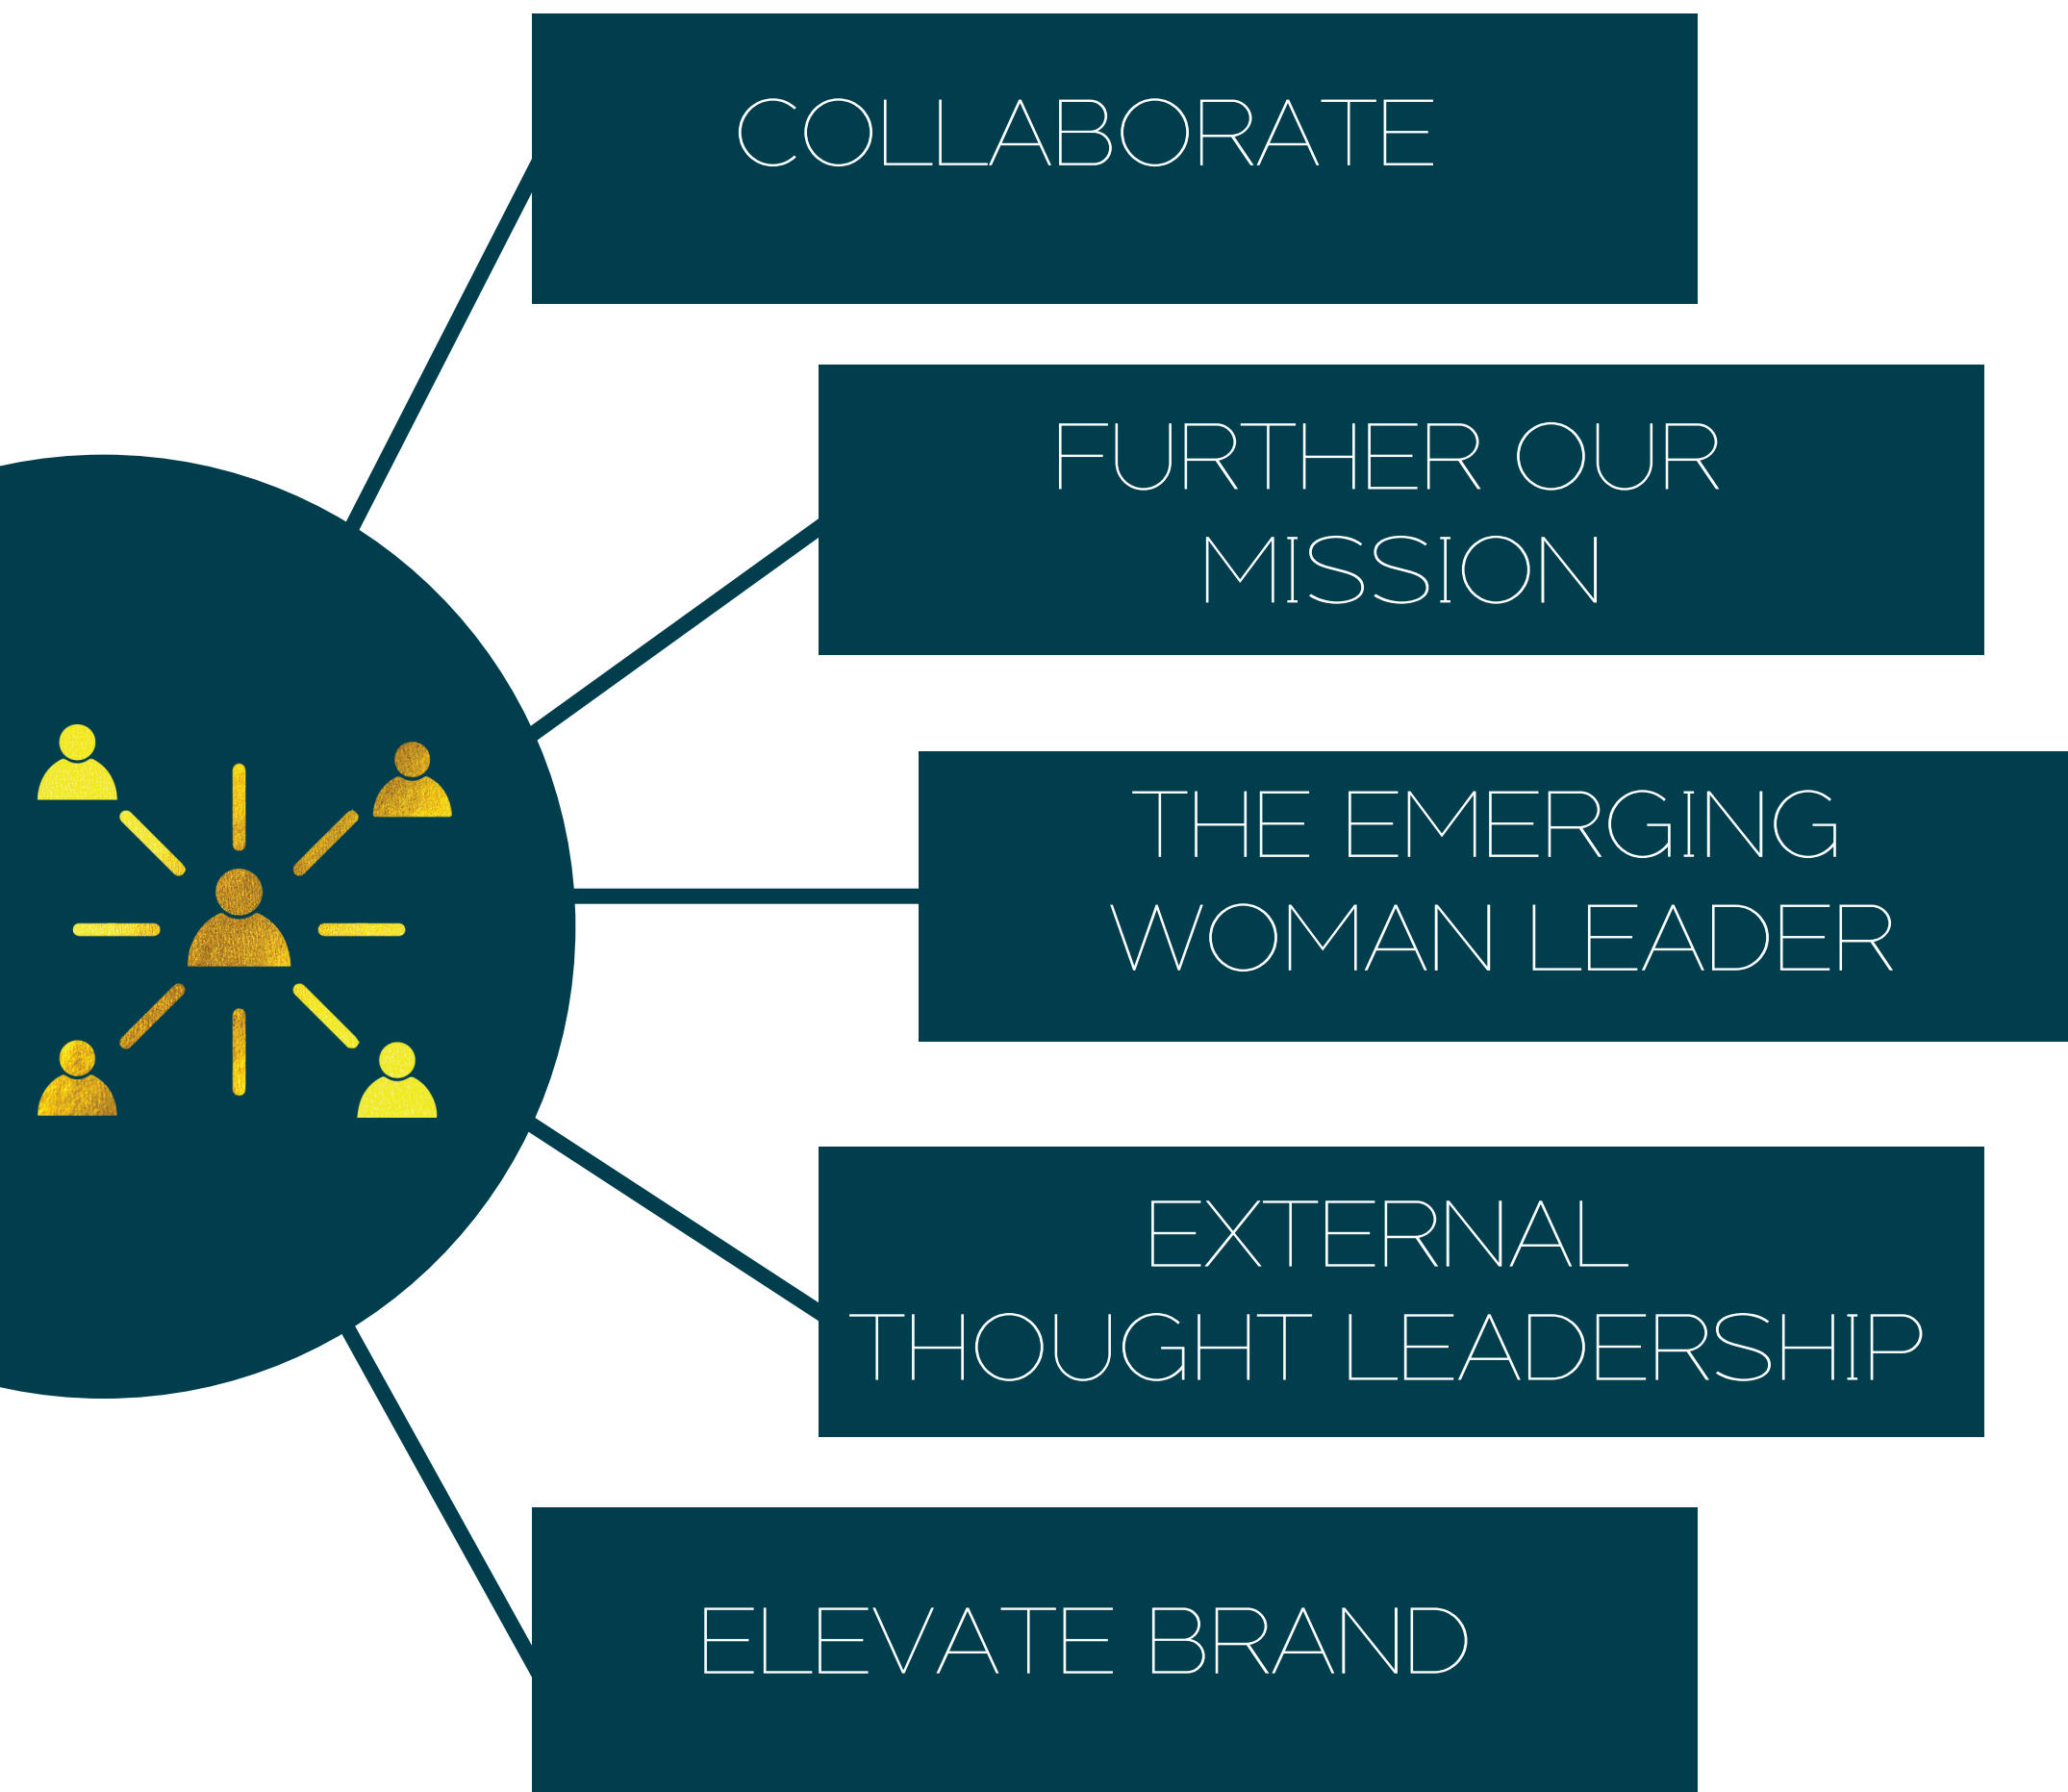 COLLABORATE
FURTHER OUR
MISSION
THE EMERGING
WOMAN LEADER
EXTERNAL
THOUGHT LEADERSHIP
ELEVATE BRAND